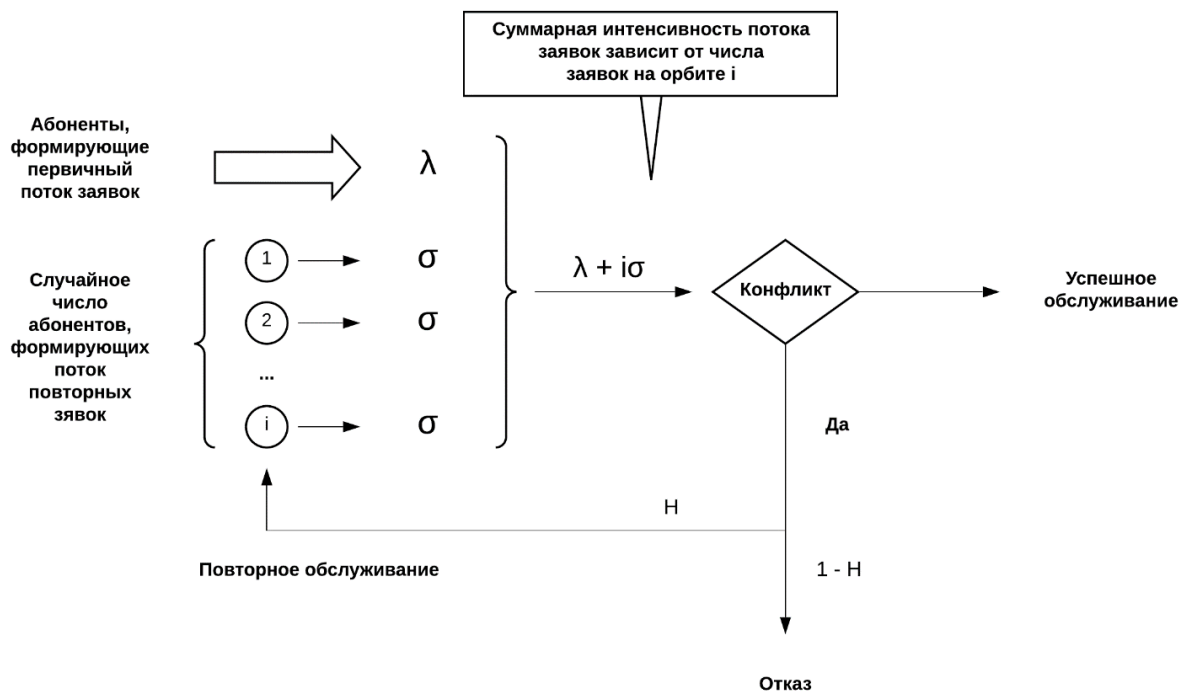 Суммарная интенсивность потока
заявок зависит от числа
заявок на орбите i
Абоненты,
формирующие
первичный
поток заявок
λ
Случайное
число
абонентов,
формирующих
поток
повторных
зявок
1
σ
2
σ
...
i
σ
λ + iσ
Конфликт
Успешное
обслуживание
Да
H
Повторное обслуживание
1 - H
Отказ